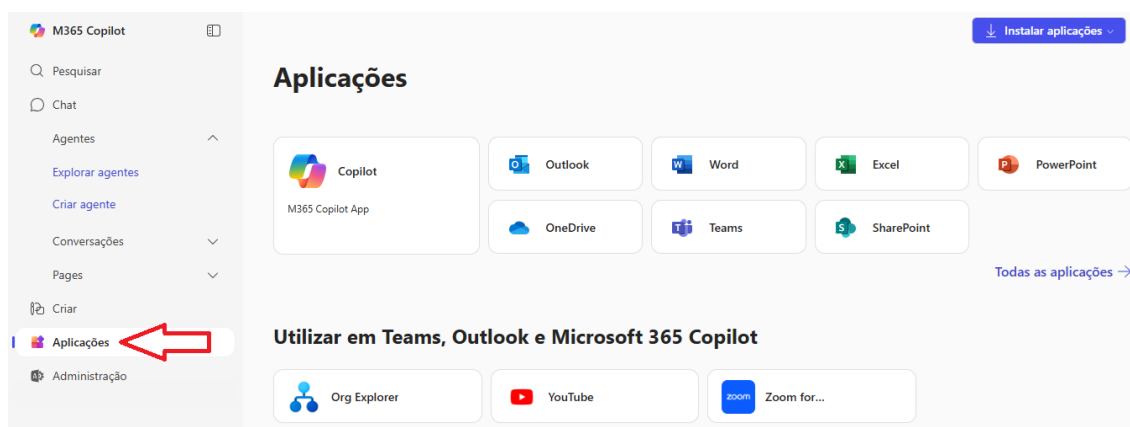 M365 Copilot
Pesquisar
Chat
Agentes
Explorar agentes
Criar agente
Conversações
Pages
Criar
Aplicações
Administração
Instalar aplicações
Aplicações
Copilot
M365 Copilot App
Outlook
Word
Excel
PowerPoint
OneDrive
Teams
SharePoint
Todas as aplicações
Utilizar em Teams, Outlook e Microsoft 365 Copilot
Org Explorer
YouTube
zoom
Zoom for...